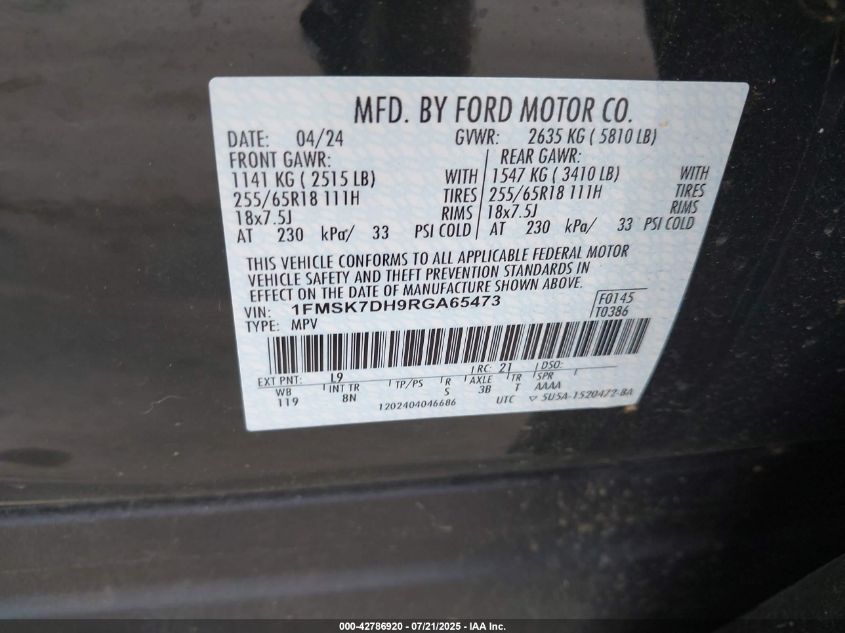 MFD. BY FORD MOTOR CO.
DATE: 04/24 GVWR: 2635 KG ( 5810 LB)
FRONT GAWR: REAR GAWR:
1141 KG ( 2515 LB) WITH 1547 KG ( 3410 LB) WITH
255/65R18 111H TIRES 255/65R18 111H TIRES
18x7.5J RIMS 18x7.5J RIMS
AT 230 kPa/ 33 PSI COLD AT 230 kPa/ 33 PSI COLD
THIS VEHICLE CONFORMS TO ALL APPLICABLE FEDERAL MOTOR
VEHICLE SAFETY AND THEFT PREVENTION STANDARDS IN
EFFECT ON THE DATE OF MANUFACTURE SHOWN ABOVE.
VIN: 1FMSK7DH9RGA65473 F0145
TYPE: MPV T0386
EXT PNT: L9 RC: 21 DSO:
WB INT TR TP/PS R AXLE TR SPR
119 8N S 3B T AAAA
1202404046686 UTC ▽ 5U5A-1520472-BA
000-42786920 / 07/21/2025 - IAA Inc.